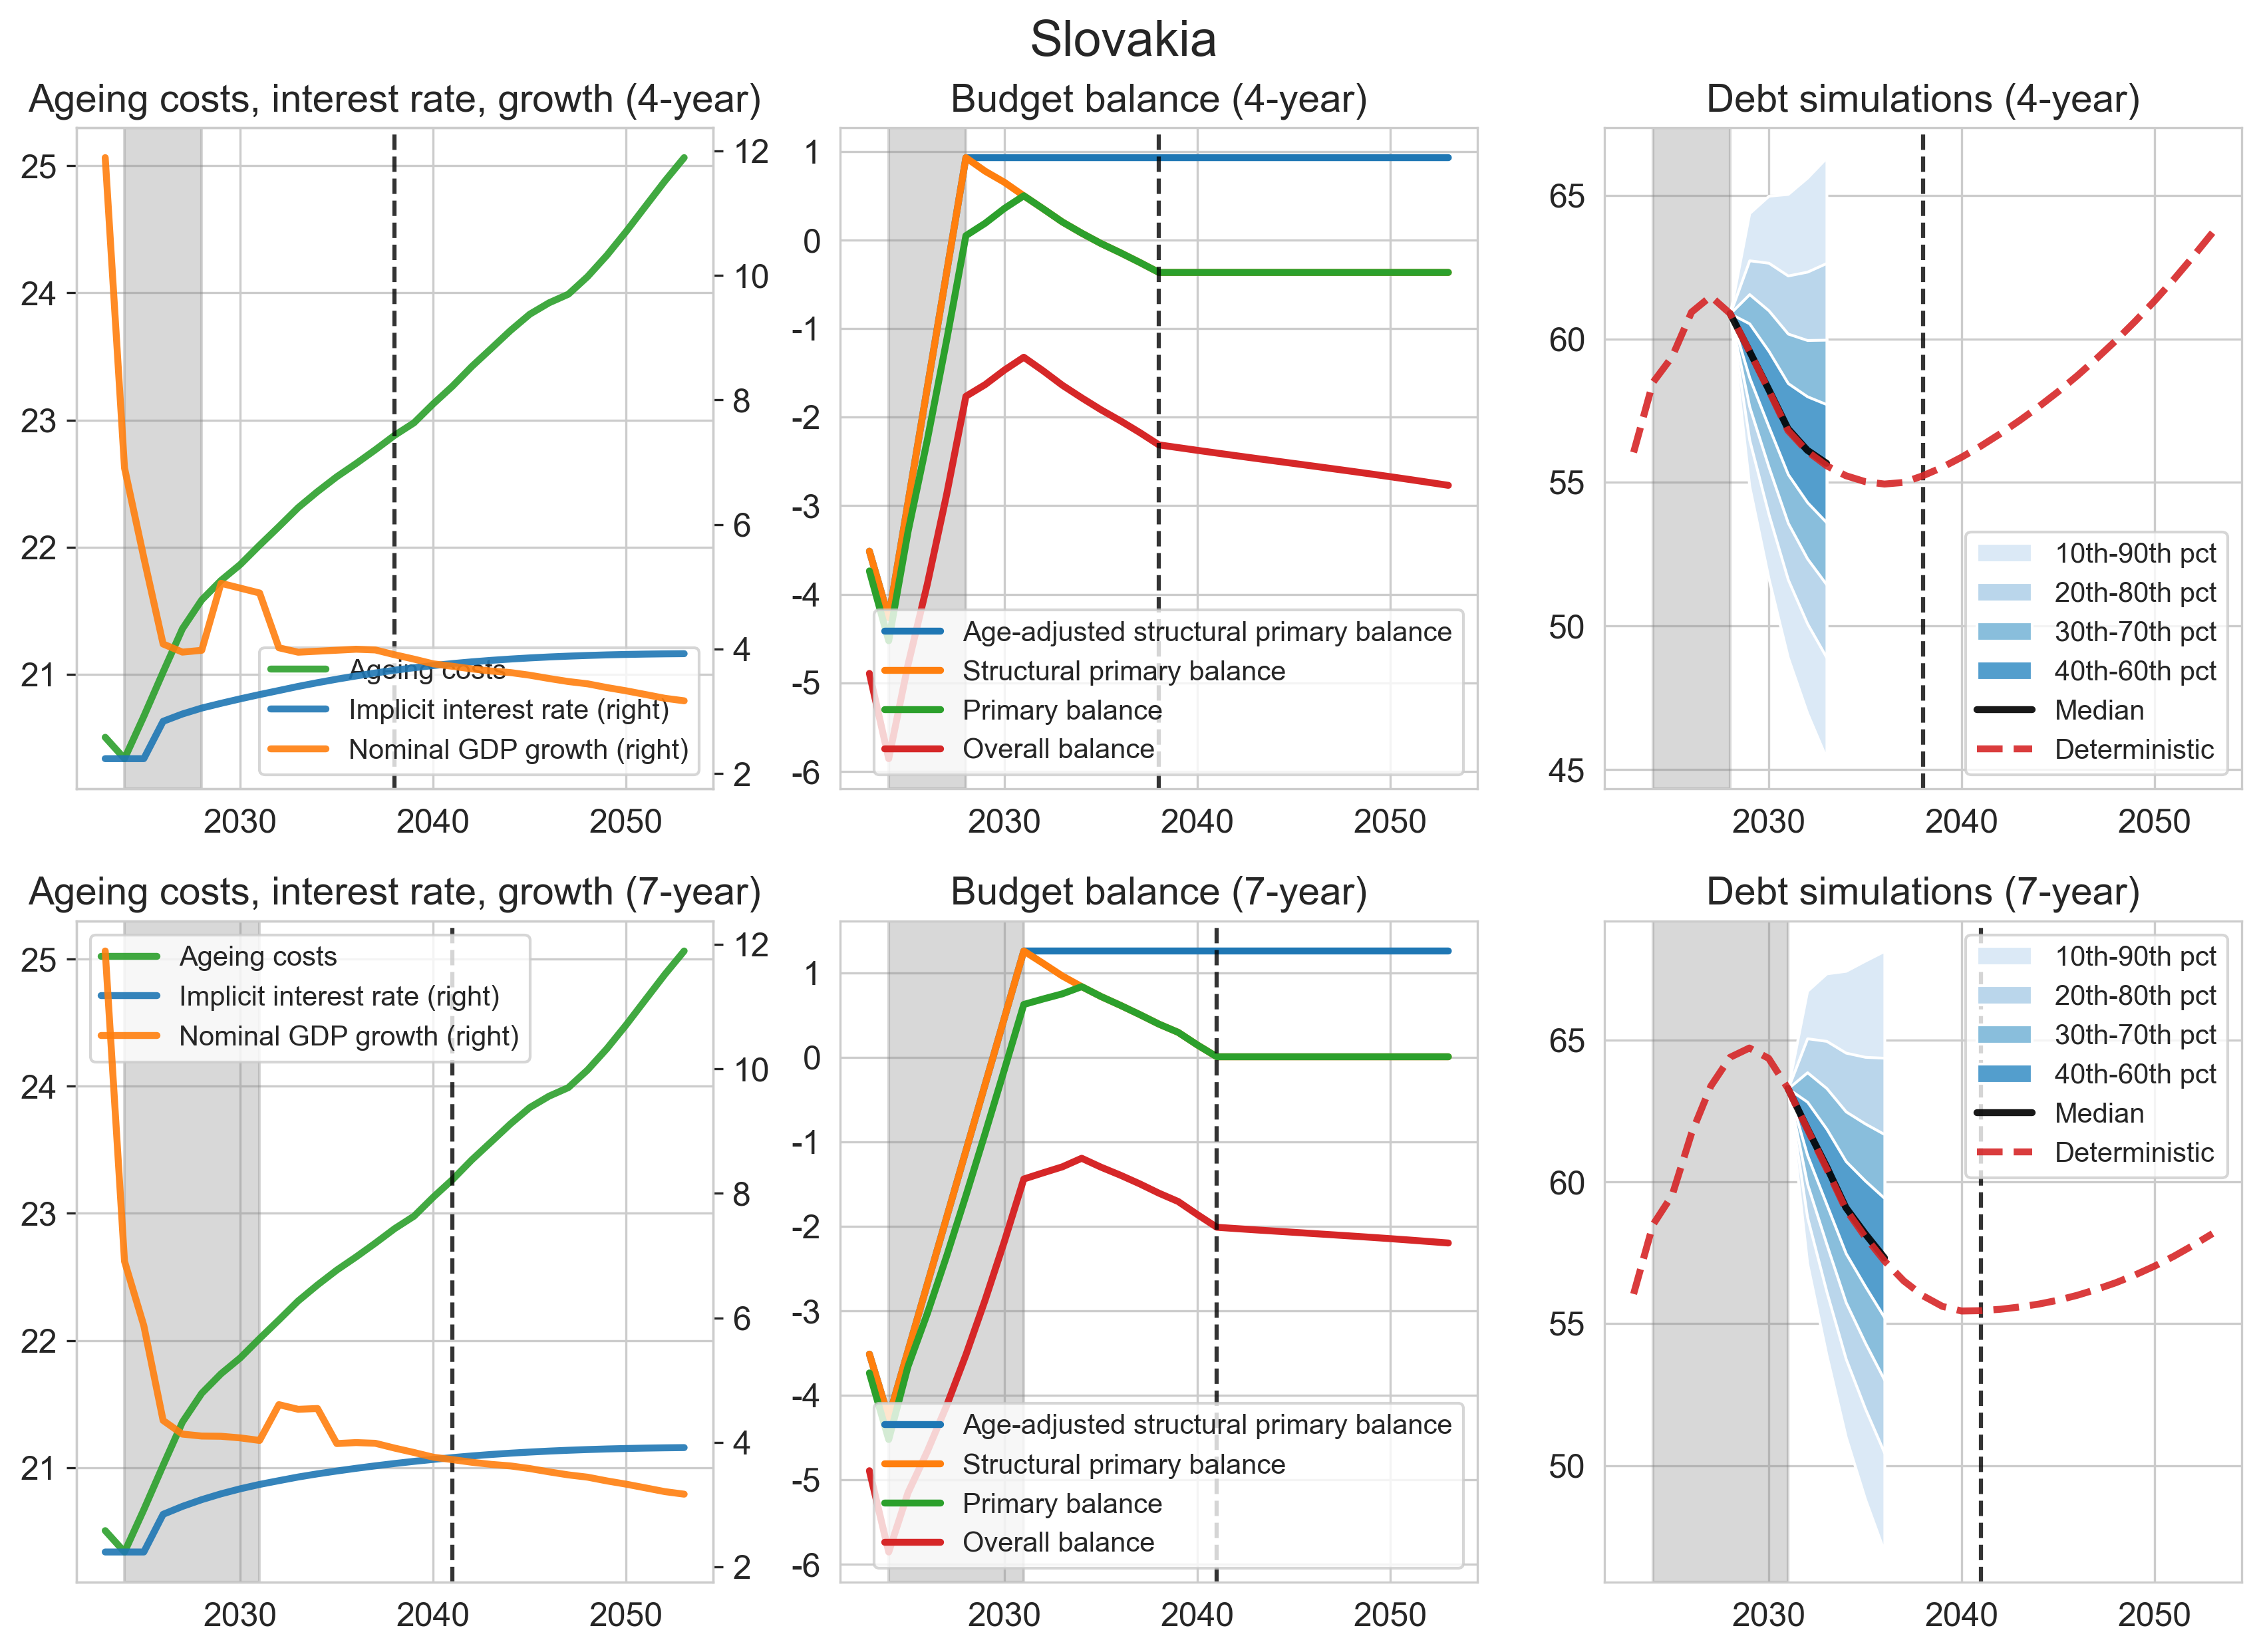 Slovakia
Ageing costs, interest rate, growth (4-year)
25
24
23
22
21
12
10
8
6
4
2
2030
2040
2050
Ageing costs
Implicit interest rate (right)
Nominal GDP growth (right)
Budget balance (4-year)
1
0
-1
-2
-3
-4
-5
-6
2030
2040
2050
Age-adjusted structural primary balance
Structural primary balance
Primary balance
Overall balance
Debt simulations (4-year)
65
60
55
50
45
2030
2040
2050
10th-90th pct
20th-80th pct
30th-70th pct
40th-60th pct
Median
Deterministic
Ageing costs, interest rate, growth (7-year)
25
24
23
22
21
12
10
8
6
4
2
2030
2040
2050
Ageing costs
Implicit interest rate (right)
Nominal GDP growth (right)
Budget balance (7-year)
1
0
-1
-2
-3
-4
-5
-6
2030
2040
2050
Age-adjusted structural primary balance
Structural primary balance
Primary balance
Overall balance
Debt simulations (7-year)
65
60
55
50
2030
2040
2050
10th-90th pct
20th-80th pct
30th-70th pct
40th-60th pct
Median
Deterministic